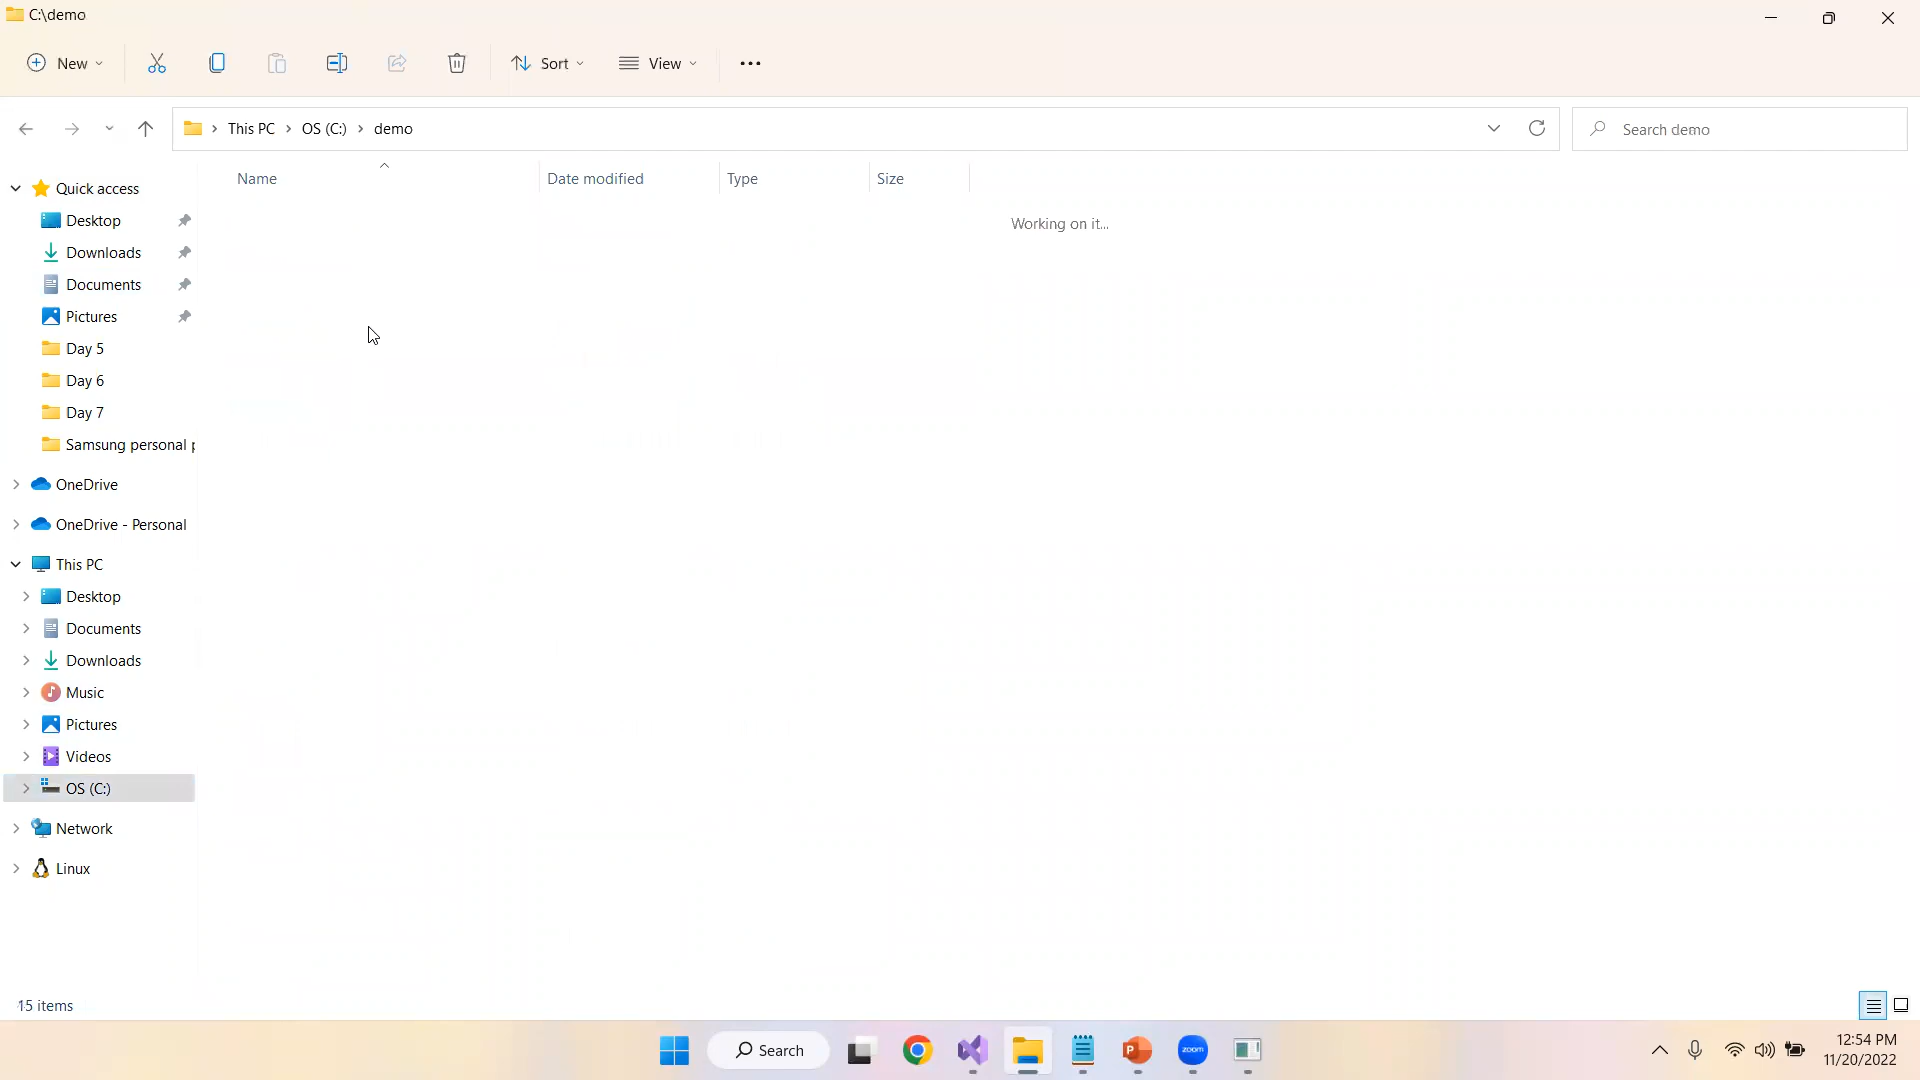 C:\demo
New
Sort
View
This PC
OS (C:)
demo
Search demo
Name
Date modified
Type
Size
Working on it...
Quick access
Desktop
Downloads
Documents
Pictures
Day 5
Day 6
Day 7
Samsung personal
OneDrive
OneDrive - Personal
This PC
Desktop
Documents
Downloads
Music
Pictures
Videos
OS (C:)
Network
Linux
15 items
Search
zoom
12:54 PM
11/20/2022